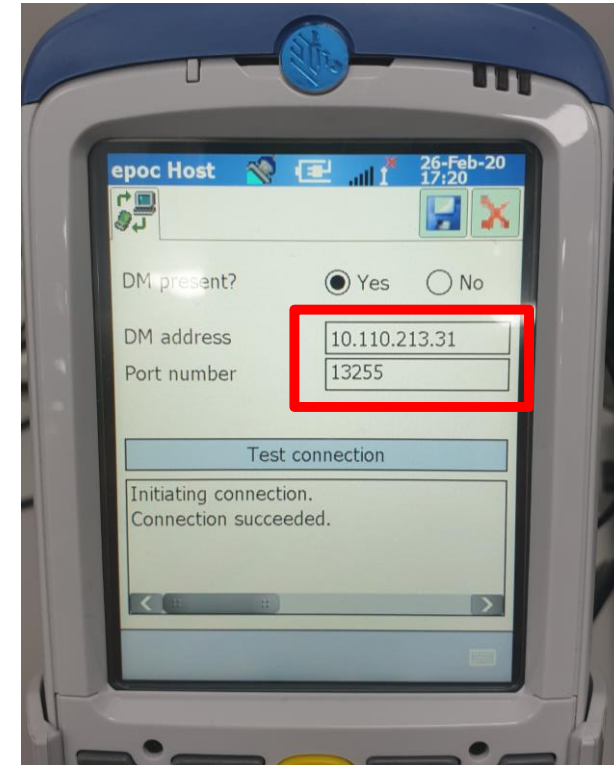 epoc Host 26-Feb-20
17:20
DM present? Yes No
DM address 10.110.213.31
Port number 13255
Test connection
Initiating connection.
Connection succeeded.